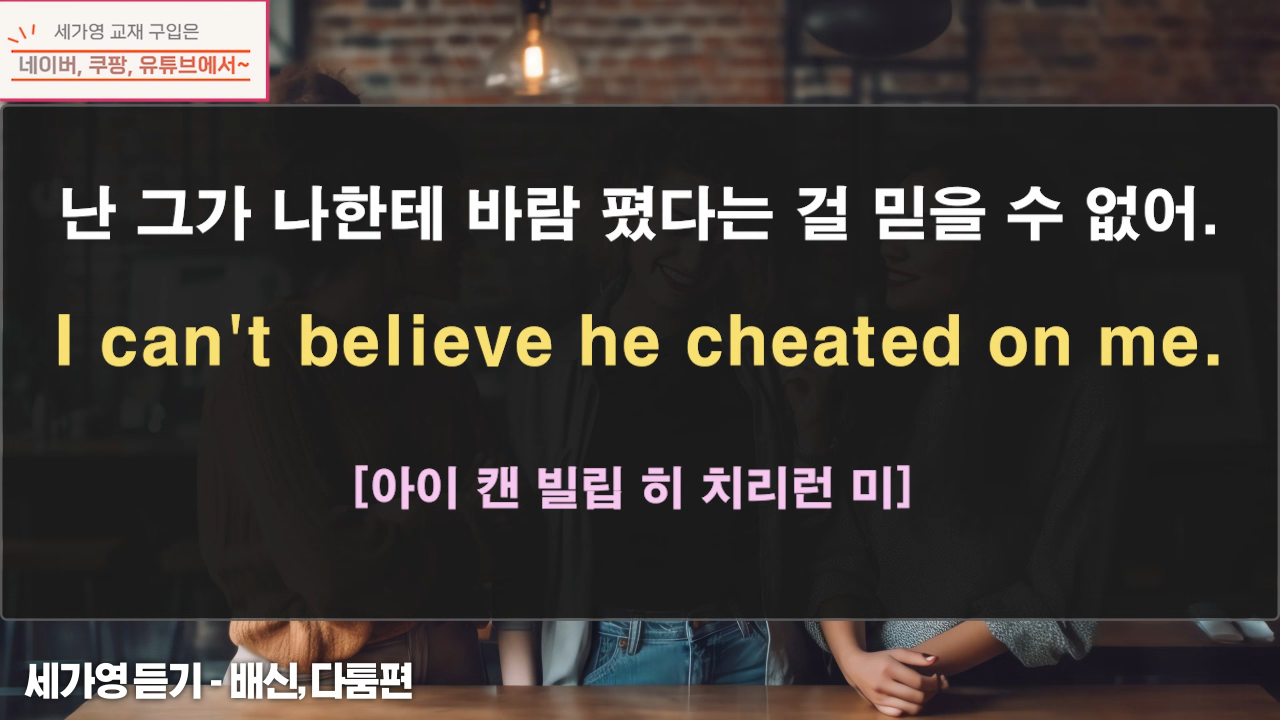 세가영 교재 구입은
네이버, 쿠팡, 유튜브에서~
난 그가 나한테 바람 폈다는 걸 믿을 수 없어.
I can't believe he cheated on me.
[아이 캔 빌립 히 치리런 미]
세가영 듣기 - 배신, 다툼편